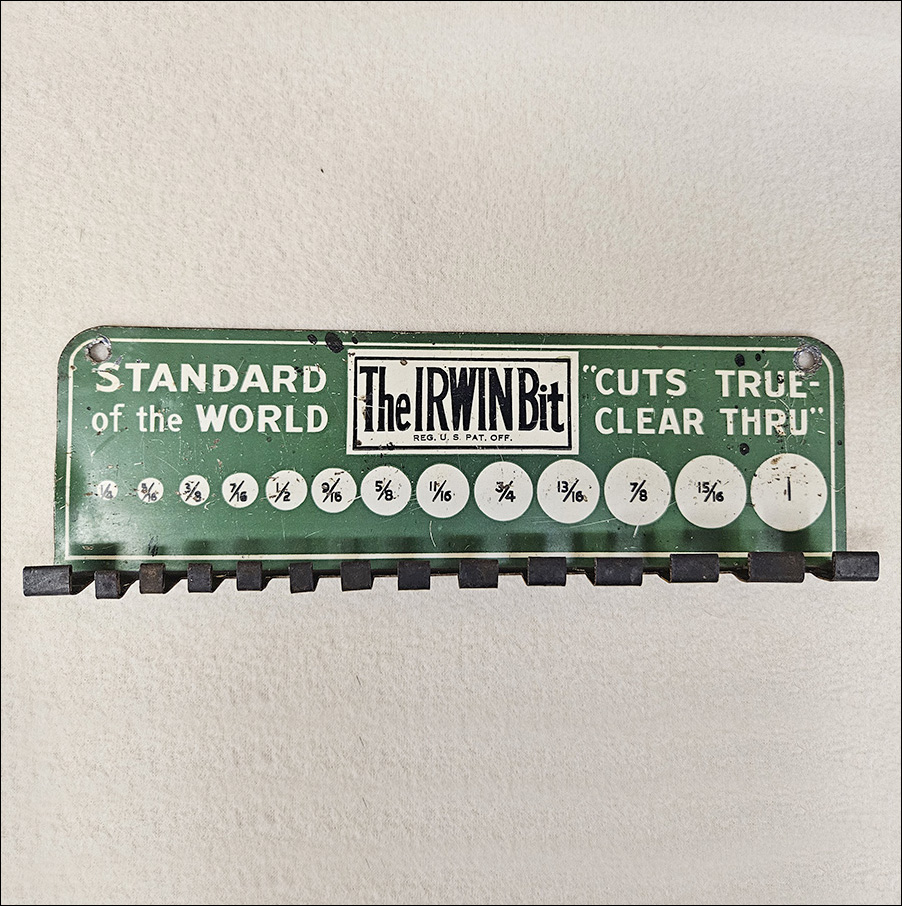 STANDARD
of the WORLD
The IRWIN Bit
REG. U. S. PAT. OFF.
"CUTS TRUE-
CLEAR THRU"
1/4 5/16 3/8 7/16 1/2 9/16 5/8 11/16 3/4 13/16 7/8 15/16 1